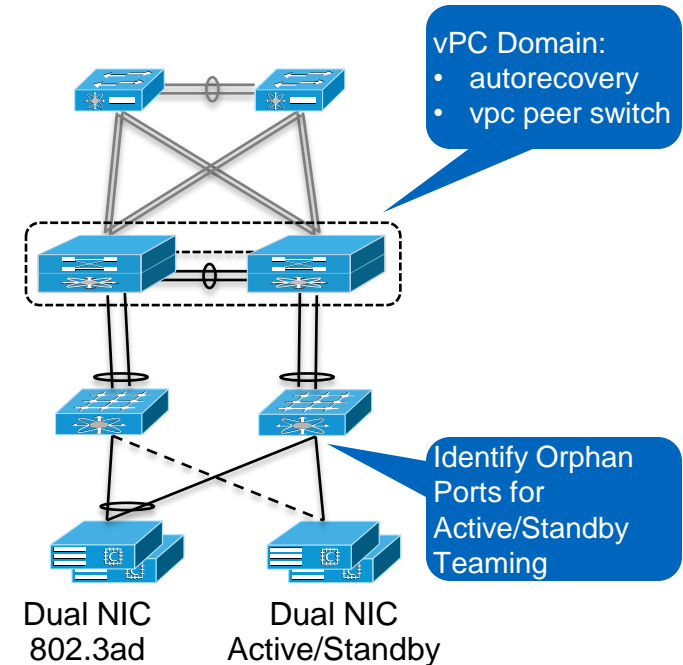 vPC Domain:
• autorecovery
• vpc peer switch
Identify Orphan
Ports for
Active/Standby
Teaming
Dual NIC
802.3ad
Dual NIC
Active/Standby